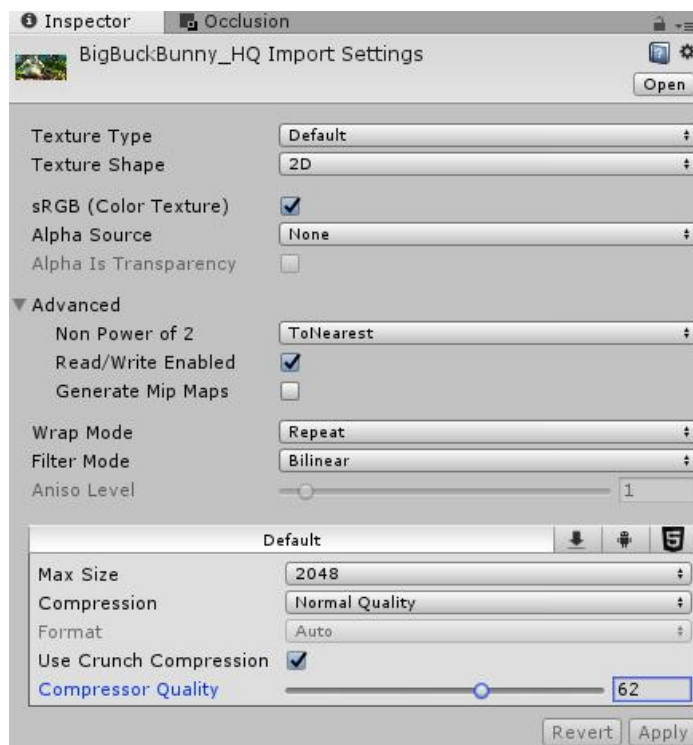 Inspector Occlusion
BigBuckBunny_HQ Import Settings
Open
Texture Type Default
Texture Shape 2D
sRGB (Color Texture)
Alpha Source None
Alpha Is Transparency
Advanced
Non Power of 2 ToNearest
Read/Write Enabled
Generate Mip Maps
Wrap Mode Repeat
Filter Mode Bilinear
Aniso Level 1
Default
Max Size 2048
Compression Normal Quality
Format Auto
Use Crunch Compression
Compressor Quality 62
Revert Apply